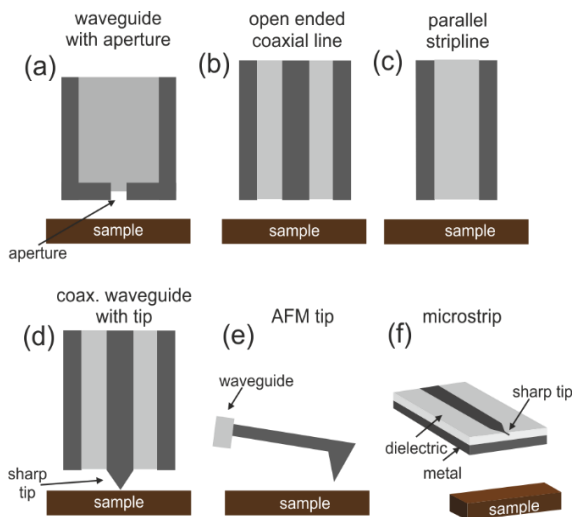 waveguide
with aperture
(a)
aperture
sample
open ended
coaxial line
(b)
sample
parallel
stripline
(c)
sample
coax. waveguide
with tip
(d)
sharp
tip
sample
AFM tip
(e)
waveguide
sample
microstrip
(f)
sharp tip
dielectric
metal
sample